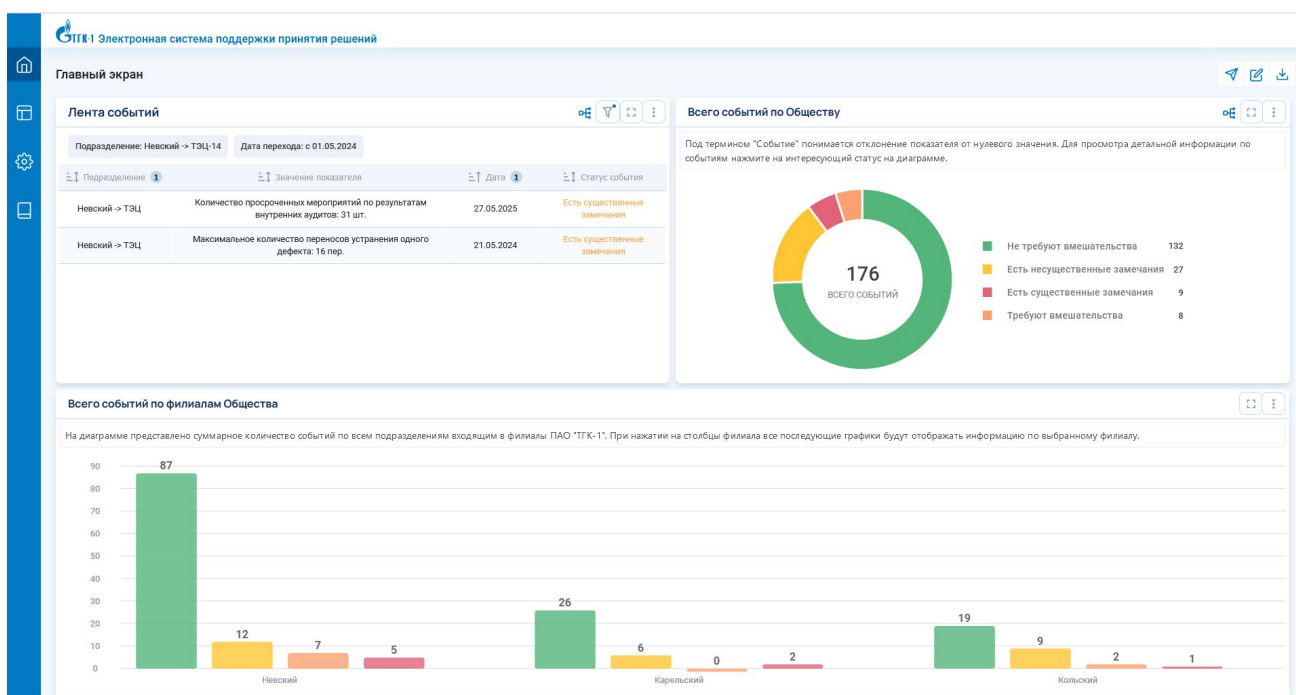 ТГК-1 Электронная система поддержки принятия решений
Главный экран
Лента событий
Подразделение: Невский -> ТЭЦ-14 Дата перехода: с 01.05.2024
Подразделение 1 Значение показателя Дата 1 Статус события
Невский -> ТЭЦ Количество просроченных мероприятий по результатам внутренних аудитов: 31 шт. 27.05.2025 Есть существенные замечания
Невский -> ТЭЦ Максимальное количество переносов устранения одного дефекта: 16 пер. 21.05.2024 Есть существенные замечания
Всего событий по Обществу
Под термином "Событие" понимается отклонение показателя от нулевого значения. Для просмотра детальной информации по
событиям нажмите на интересующий статус на диаграмме.
176
ВСЕГО СОБЫТИЙ
Не требуют вмешательства 132
Есть несущественные замечания 27
Есть существенные замечания 9
Требуют вмешательства 8
Всего событий по филиалам Общества
На диаграмме представлено суммарное количество событий по всем подразделениям входящим в филиалы ПАО "ТГК-1". При нажатии на столбцы филиала все последующие графики будут отображать информацию по выбранному филиалу.
90
80
70
60
50
40
30
20
10
0
87
12
7
5
26
6
0
2
19
9
2
1
Невский
Карельский
Кольский